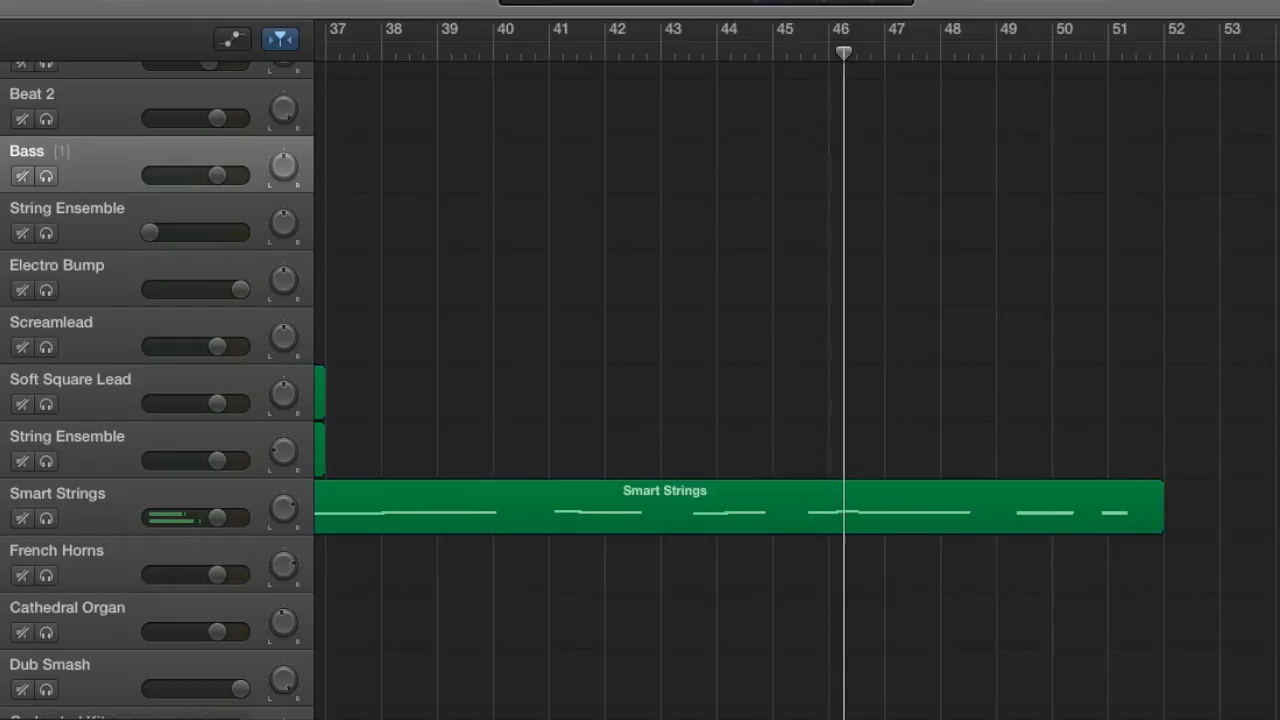 37 38 39 40 41 42 43 44 45 46 47 48 49 50 51 52 53
L R
Beat 2
L R
Bass [1]
L R
String Ensemble
L R
Electro Bump
L R
Screamlead
L R
Soft Square Lead
L R
String Ensemble
L R
Smart Strings
Smart Strings
L R
French Horns
L R
Cathedral Organ
L R
Dub Smash
L R